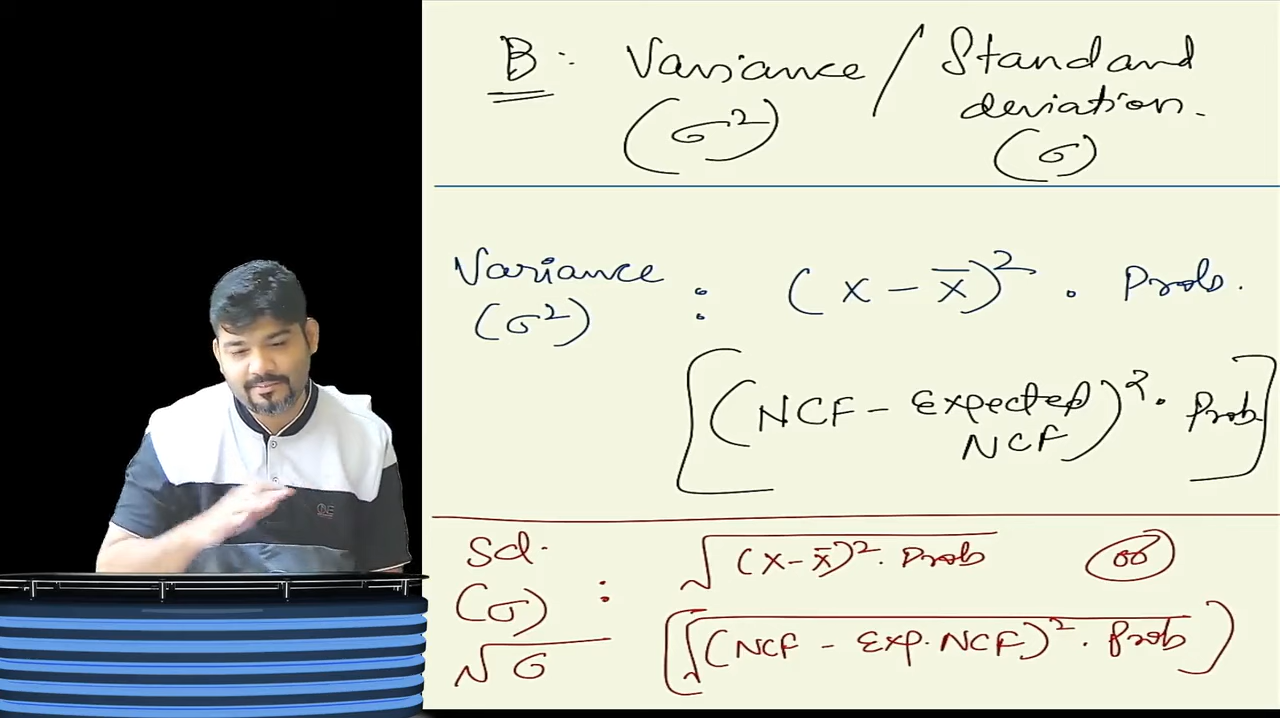 B: Variance / Standard
deviation.
(σ²) (σ)
Variance : (x - x̄)² . Prob.
(σ²)
[(NCF - Expected
NCF)² . Prob]
Sd. √(x-x̄)². Prob or
(σ) :
√σ [√(NCF - Exp. NCF)² . Prob]